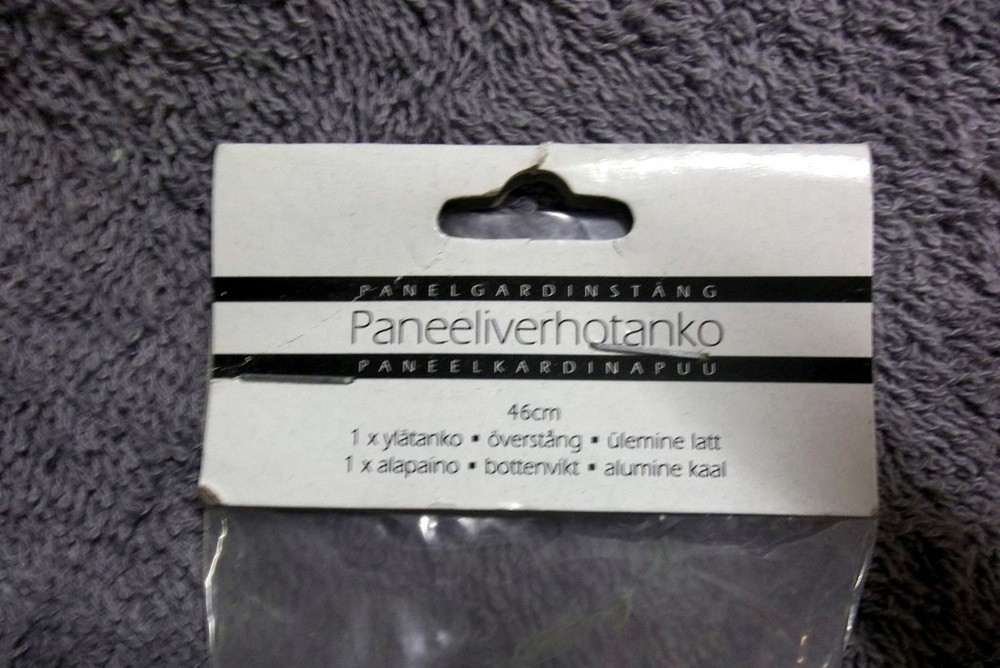 PANELGARDINSTÅNG
Paneeliverhotanko
PANEELKARDINAPUU
46cm
1 x ylätanko ▪ överstång ▪ ülemine latt
1 x alapaino ▪ bottenvikt ▪ alumine kaal